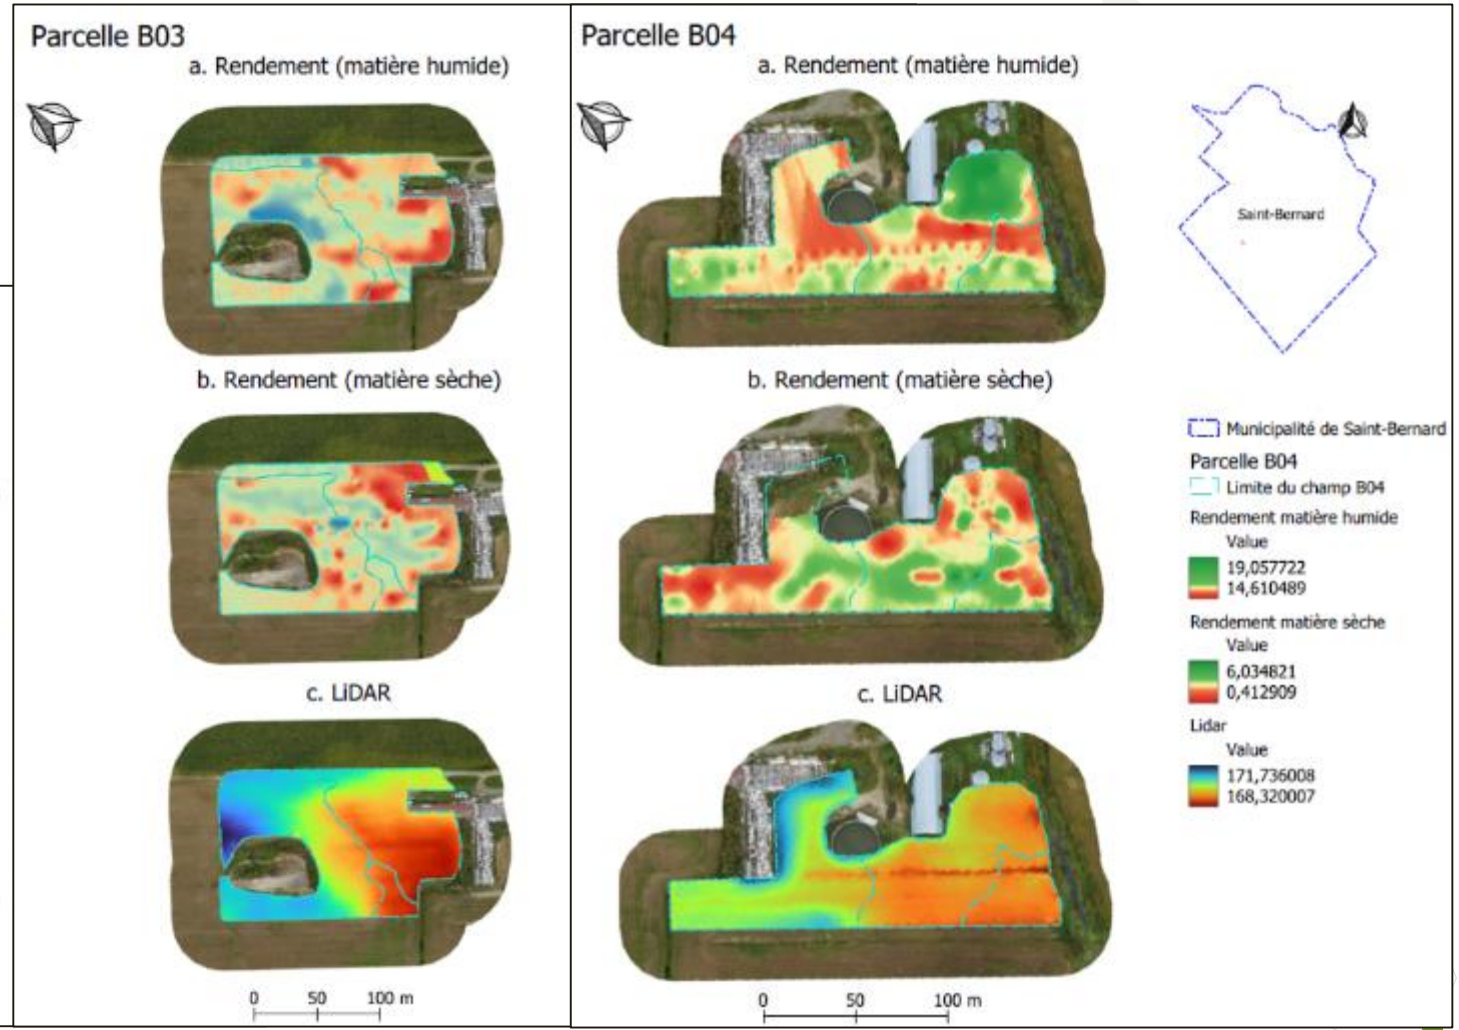 Parcelle B03
a. Rendement (matière humide)
b. Rendement (matière sèche)
c. LiDAR
0 50 100 m
Parcelle B04
a. Rendement (matière humide)
b. Rendement (matière sèche)
c. LiDAR
0 50 100 m
Saint-Bernard
Municipalité de Saint-Bernard
Parcelle B04
Limite du champ B04
Rendement matière humide
Value
19,057722
14,610489
Rendement matière sèche
Value
6,034821
0,412909
Lidar
Value
171,736008
168,320007